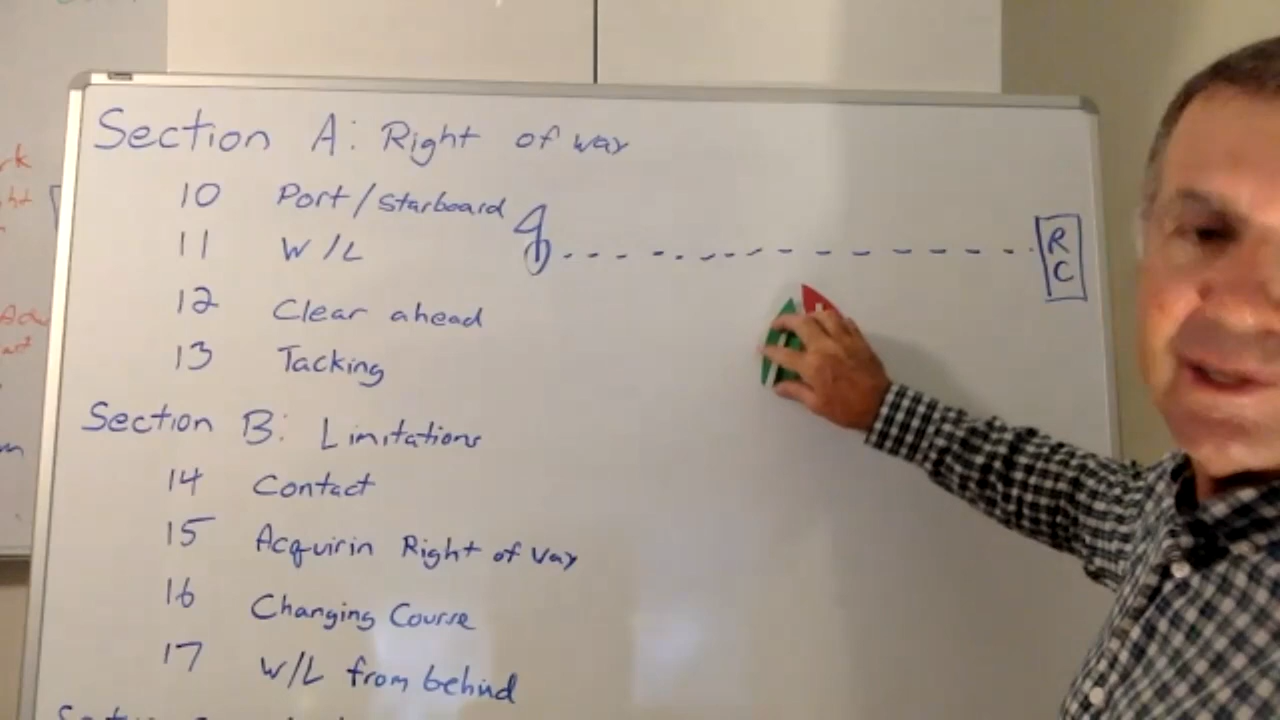 Section A: Right of way
10 Port/Starboard
11 W/L
12 Clear ahead
13 Tacking
R
C
Section B: Limitations
14 Contact
15 Acquirin Right of way
16 Changing Course
17 W/L from behind